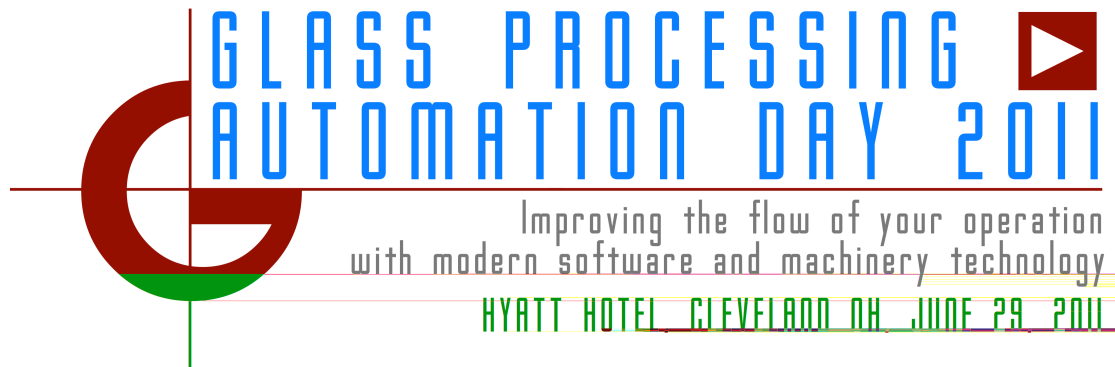 GLASS PROCESSING
AUTOMATION DAY 2011
Improving the flow of your operation
with modern software and machinery technology
HYATT HOTEL, CLEVELAND OH, JUNE 29, 2011